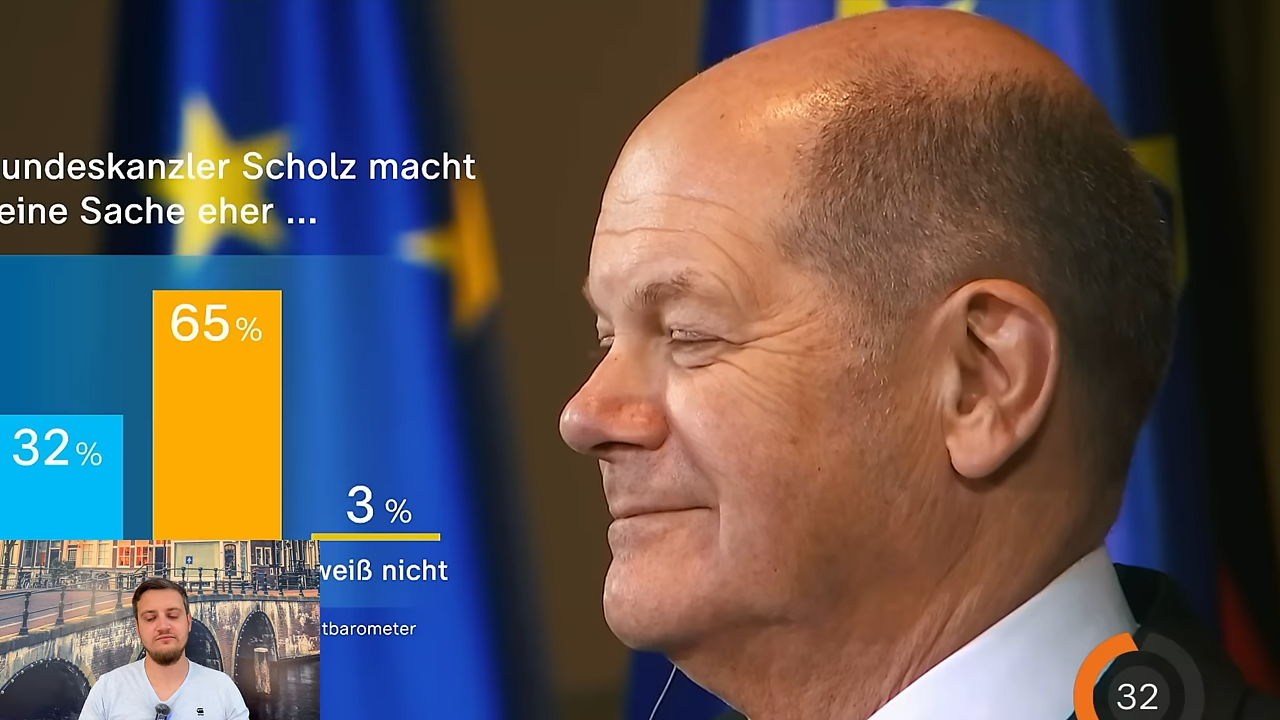 undeskanzler Scholz macht
eine Sache eher ...
65 %
32 %
3 %
weiß nicht
tbarometer
32